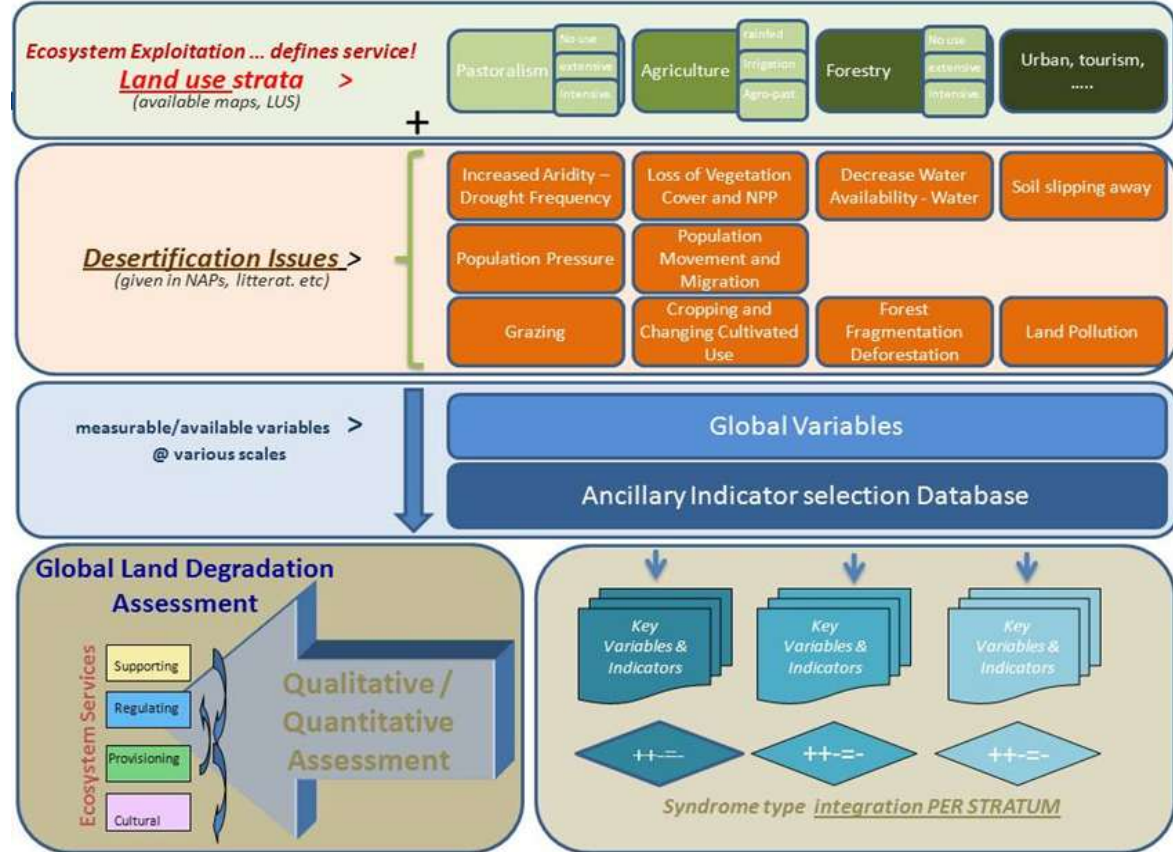 Ecosystem Exploitation ... defines service!
Land use strata >
(available maps, LUS)
+
Pastoralism
No use
extensive
Intensive
Agriculture
rainfed
Irrigation
Agro-past.
Forestry
No use
extensive
Intensive
Urban, tourism,
.....
Desertification Issues >
(given in NAPs, litterat. etc)
Increased Aridity –
Drought Frequency
Loss of Vegetation
Cover and NPP
Decrease Water
Availability - Water
Soil slipping away
Population Pressure
Population
Movement and
Migration
Grazing
Cropping and
Changing Cultivated
Use
Forest
Fragmentation
Deforestation
Land Pollution
measurable/available variables >
@ various scales
Global Variables
Ancillary Indicator selection Database
Global Land Degradation
Assessment
Ecosystem Services
Supporting
Regulating
Provisioning
Cultural
Qualitative /
Quantitative
Assessment
Key
Variables &
Indicators
Key
Variables &
Indicators
Key
Variables &
Indicators
++-=-
++-=-
++-=-
Syndrome type integration PER STRATUM